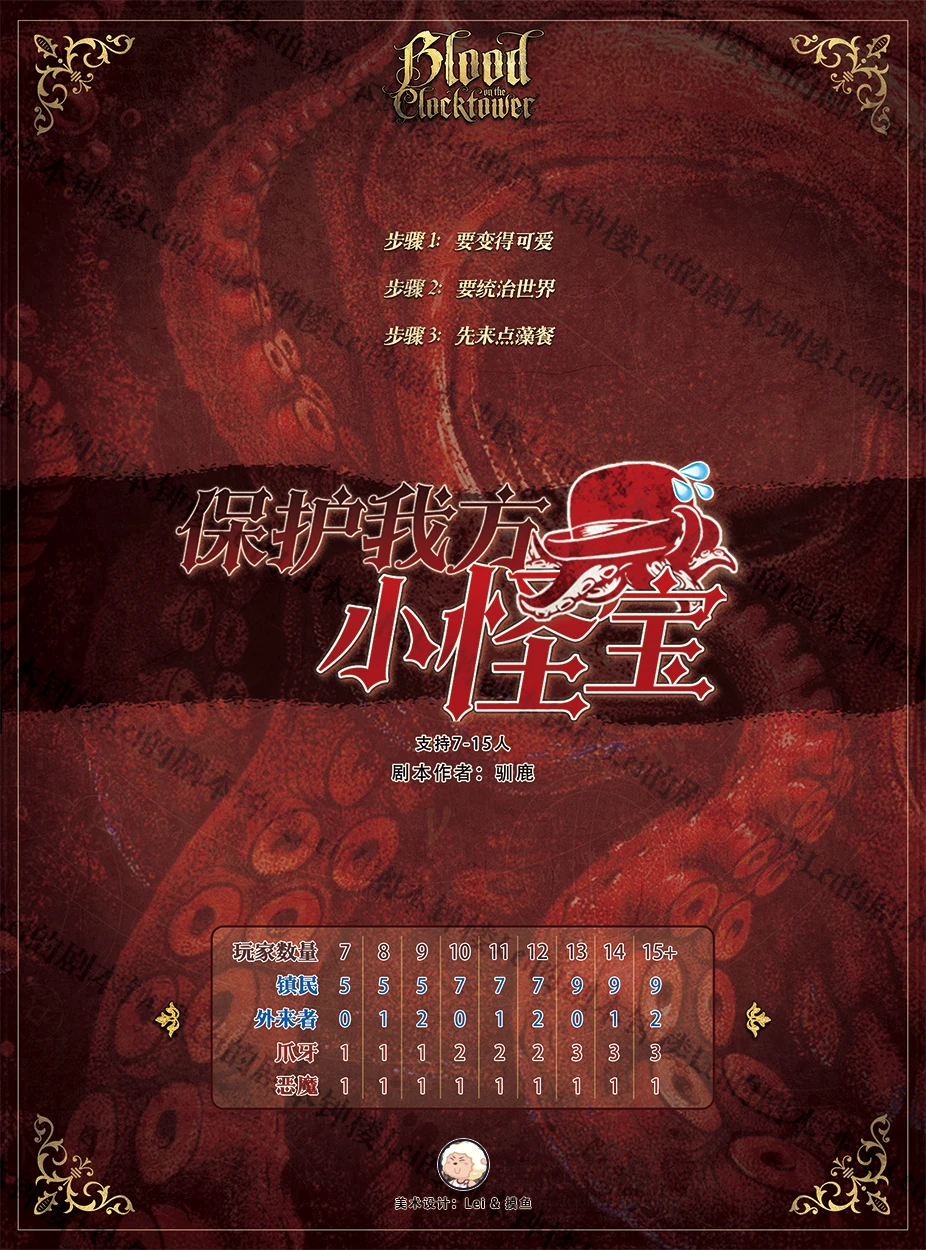 Blood
on the
Clocktower
步骤1: 要变得可爱
步骤2: 要统治世界
步骤3: 先来点藻餐
保护我方
小怪宝
支持7-15人
剧本作者：驯鹿
玩家数量 7 8 9 10 11 12 13 14 15+
镇民 5 5 5 7 7 7 9 9 9
外来者 0 1 2 0 1 2 0 1 2
爪牙 1 1 1 2 2 2 3 3 3
恶魔 1 1 1 1 1 1 1 1 1
美术设计：Lei & 摸鱼